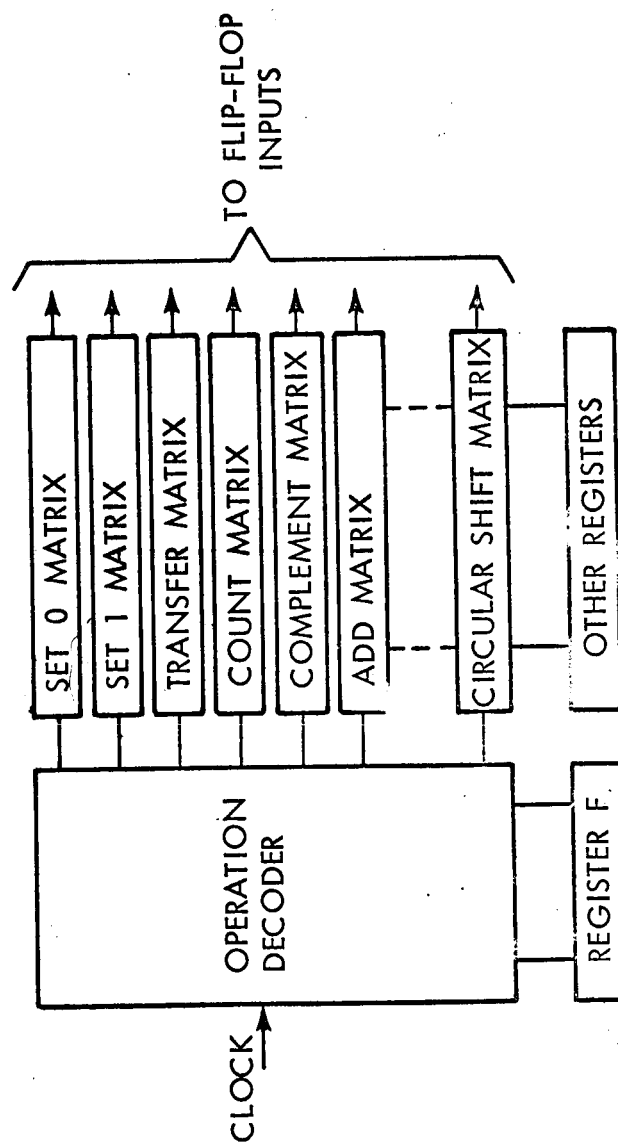 CLOCK
OPERATION
DECODER
REGISTER F
SET 0 MATRIX
SET 1 MATRIX
TRANSFER MATRIX
COUNT MATRIX
COMPLEMENT MATRIX
ADD MATRIX
CIRCULAR SHIFT MATRIX
OTHER REGISTERS
TO FLIP-FLOP
INPUTS